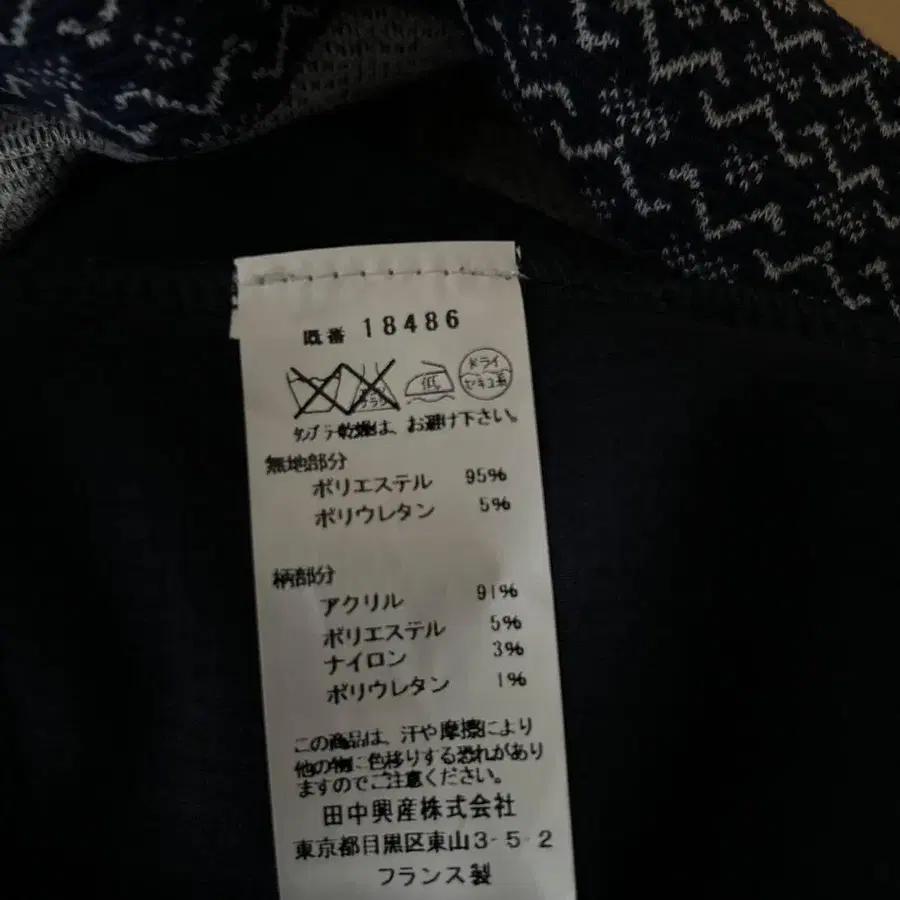 既番 18486
低 ドライ セキユ系
タンブラ乾燥は、お避け下さい。
無地部分
ポリエステル 95%
ポリウレタン 5%
柄部分
アクリル 91%
ポリエステル 5%
ナイロン 3%
ポリウレタン 1%
この商品は、汗や摩擦により
他の物に色移りする恐れがあり
ますのでご注意ください。
田中興産株式会社
東京都目黒区東山3-5-2
フランス製